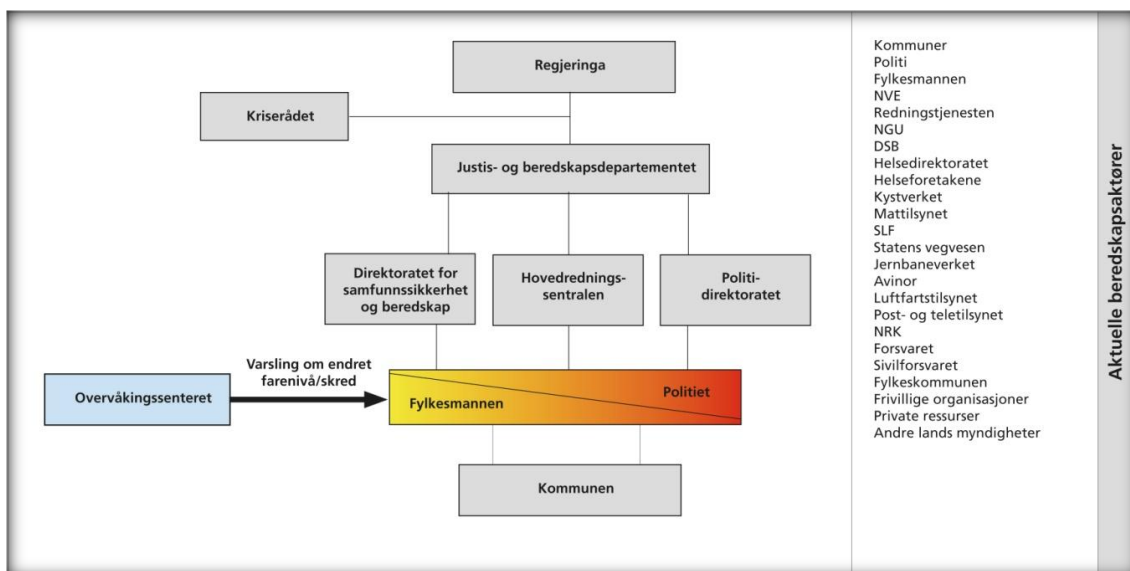 Regjeringa
Kriserådet
Justis- og beredskapsdepartementet
Direktoratet for
samfunnssikkerhet
og beredskap
Hovedrednings-
sentralen
Politi-
direktoratet
Varsling om endret
farenivå/skred
Overvåkingssenteret
Fylkesmannen
Politiet
Kommunen
Kommuner
Politi
Fylkesmannen
NVE
Redningstjenesten
NGU
DSB
Helsedirektoratet
Helseforetakene
Kystverket
Mattilsynet
SLF
Statens vegvesen
Jernbaneverket
Avinor
Luftfartstilsynet
Post- og teletilsynet
NRK
Forsvaret
Sivilforsvaret
Fylkeskommunen
Frivillige organisasjoner
Private ressurser
Andre lands myndigheter
Aktuelle beredskapsaktører